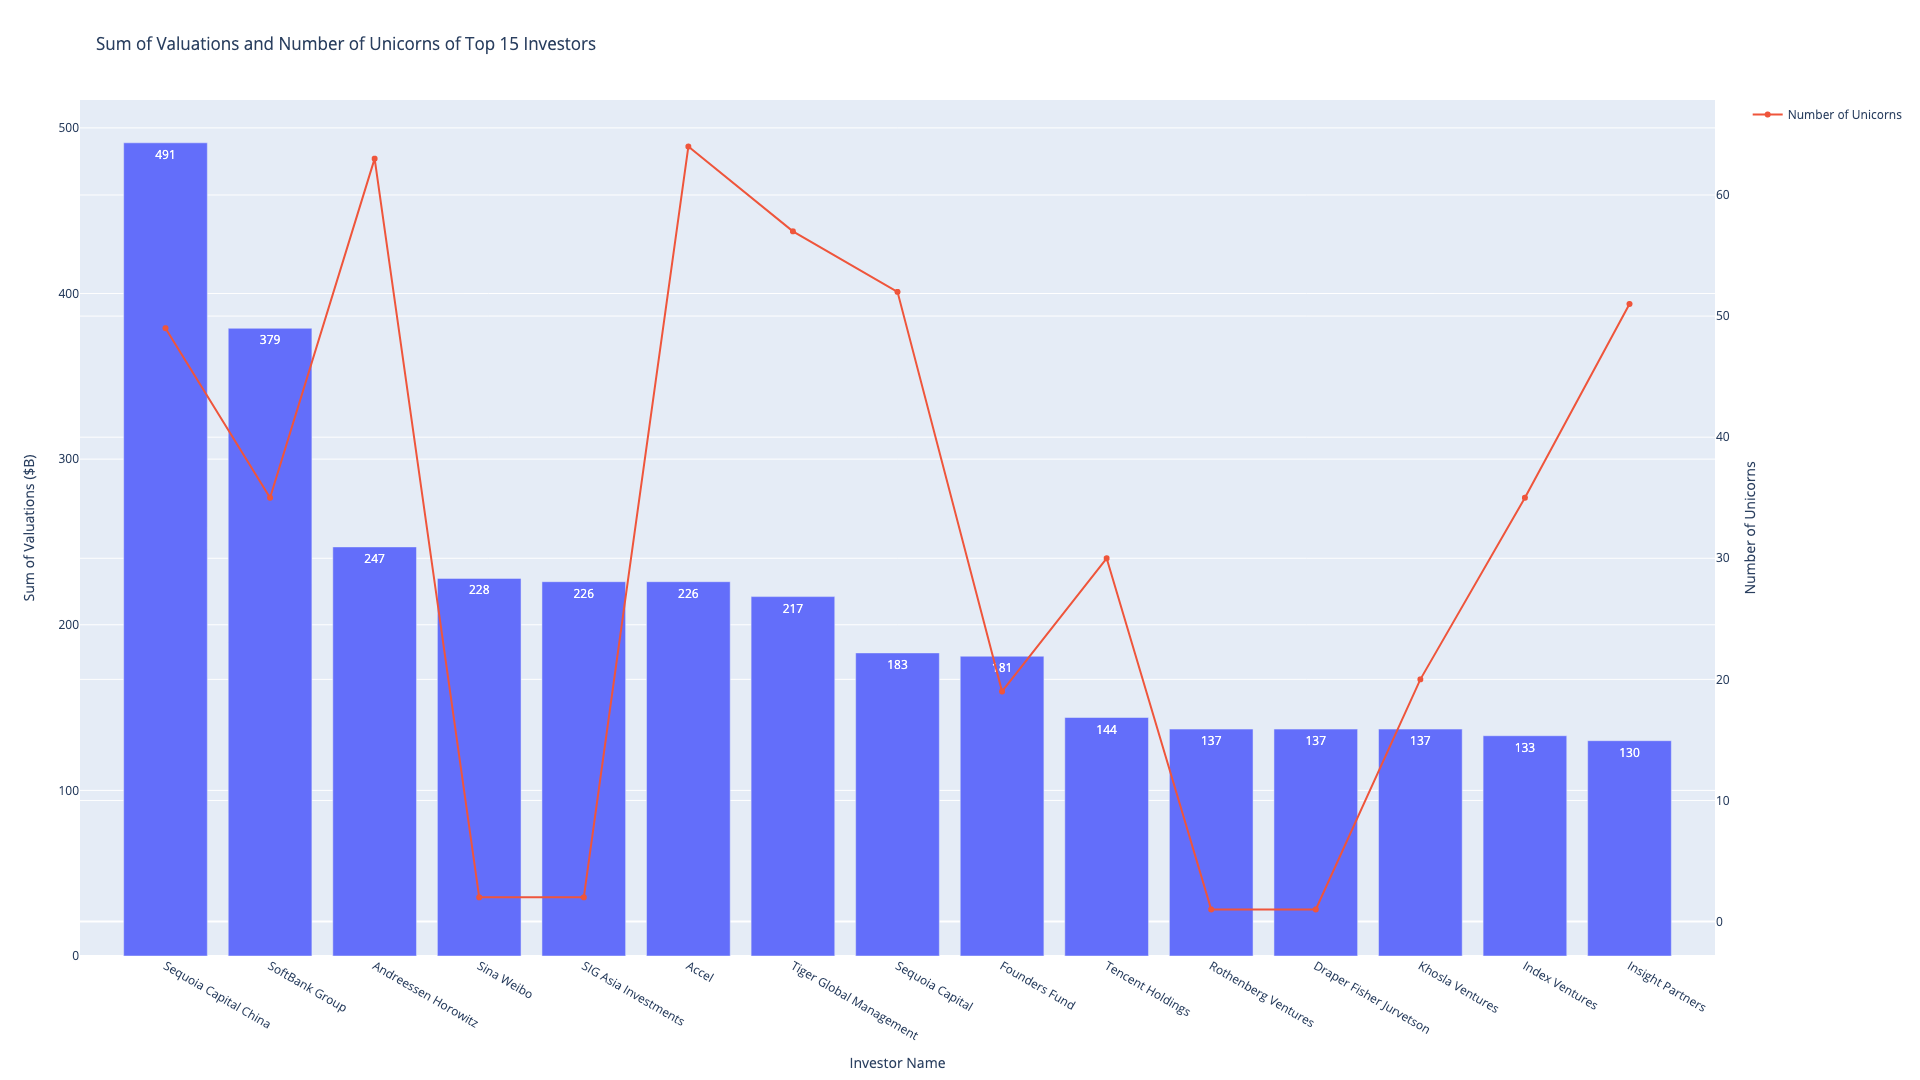 Sum of Valuations and Number of Unicorns of Top 15 Investors
Number of Unicorns
500
400
300
200
100
0
Sum of Valuations ($B)
491
379
247
228
226
226
217
183
181
144
137
137
137
133
130
60
50
40
30
20
10
0
Number of Unicorns
Sequoia Capital China
SoftBank Group
Andreessen Horowitz
Sina Weibo
SIG Asia Investments
Accel
Tiger Global Management
Sequoia Capital
Founders Fund
Tencent Holdings
Rothenberg Ventures
Draper Fisher Jurvetson
Khosla Ventures
Index Ventures
Insight Partners
Investor Name